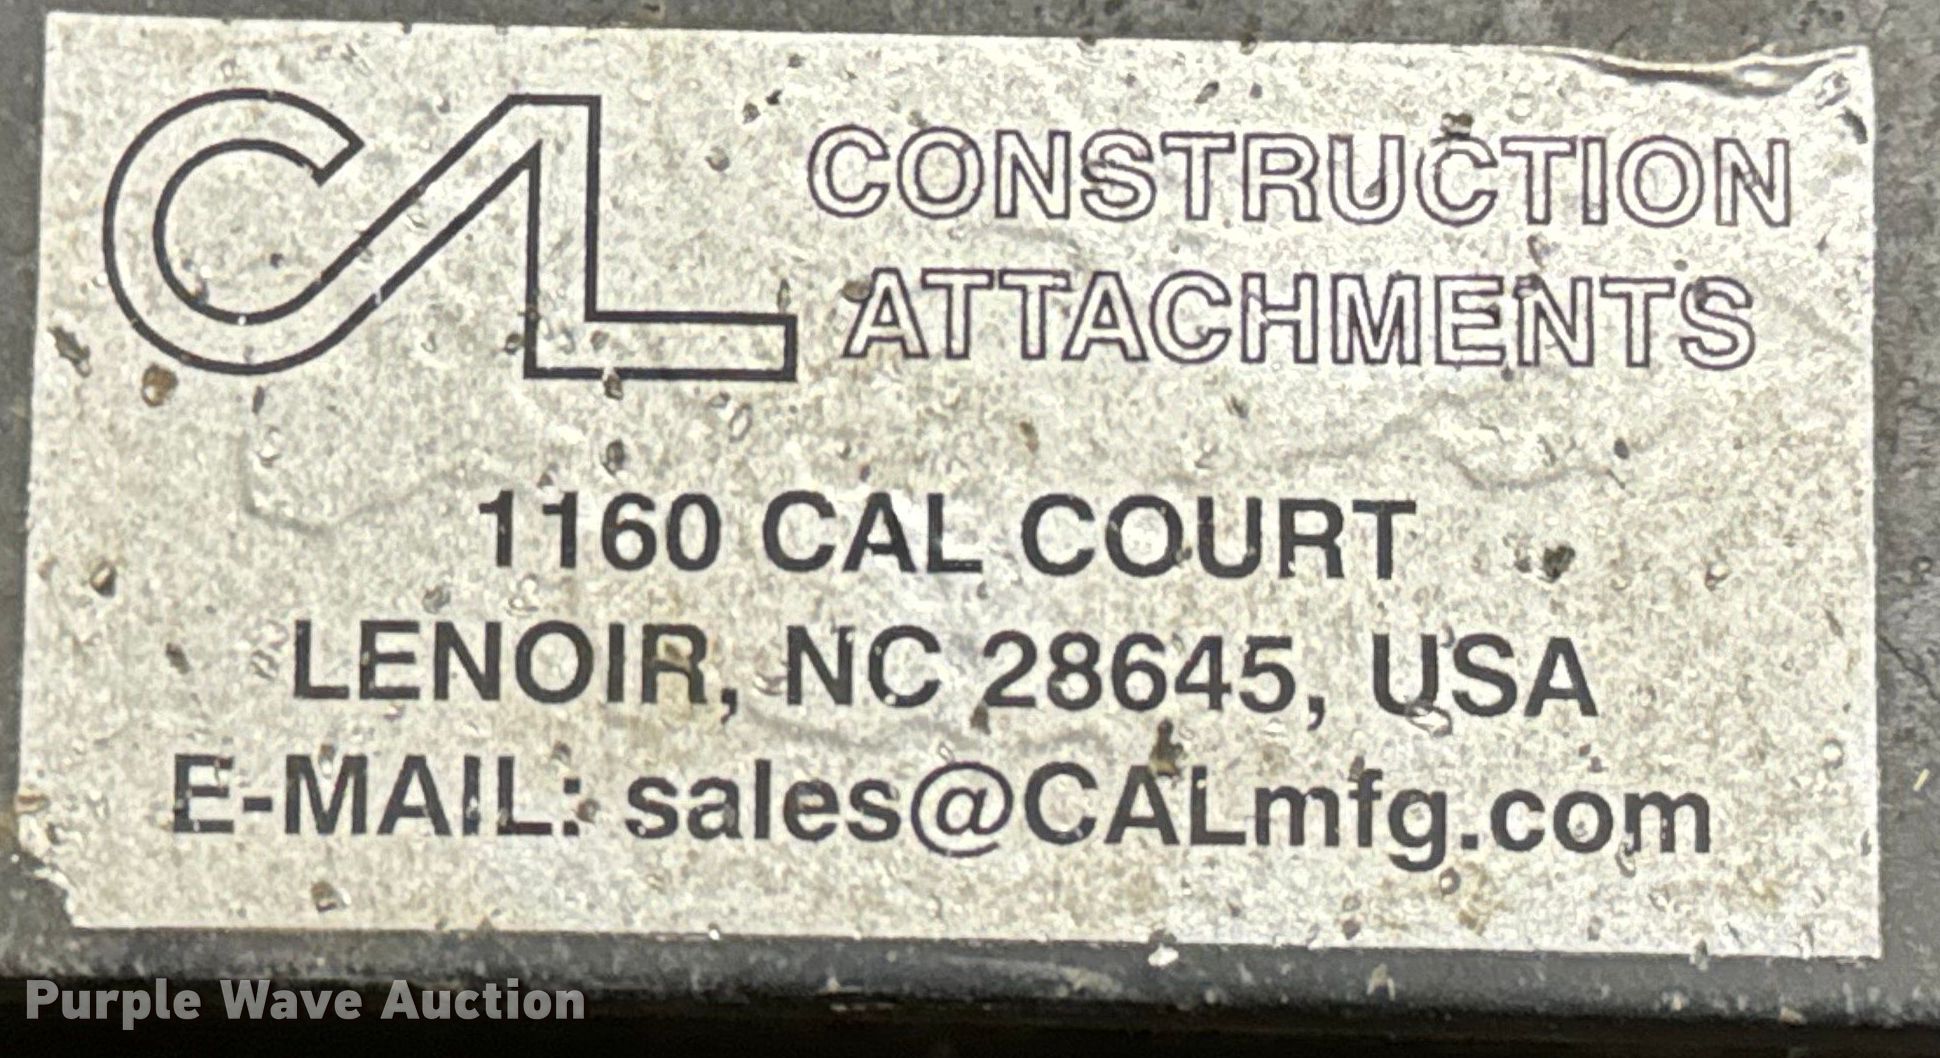 CAL CONSTRUCTION
ATTACHMENTS
1160 CAL COURT
LENOIR, NC 28645, USA
E-MAIL: sales@CALmfg.com
Purple Wave Auction